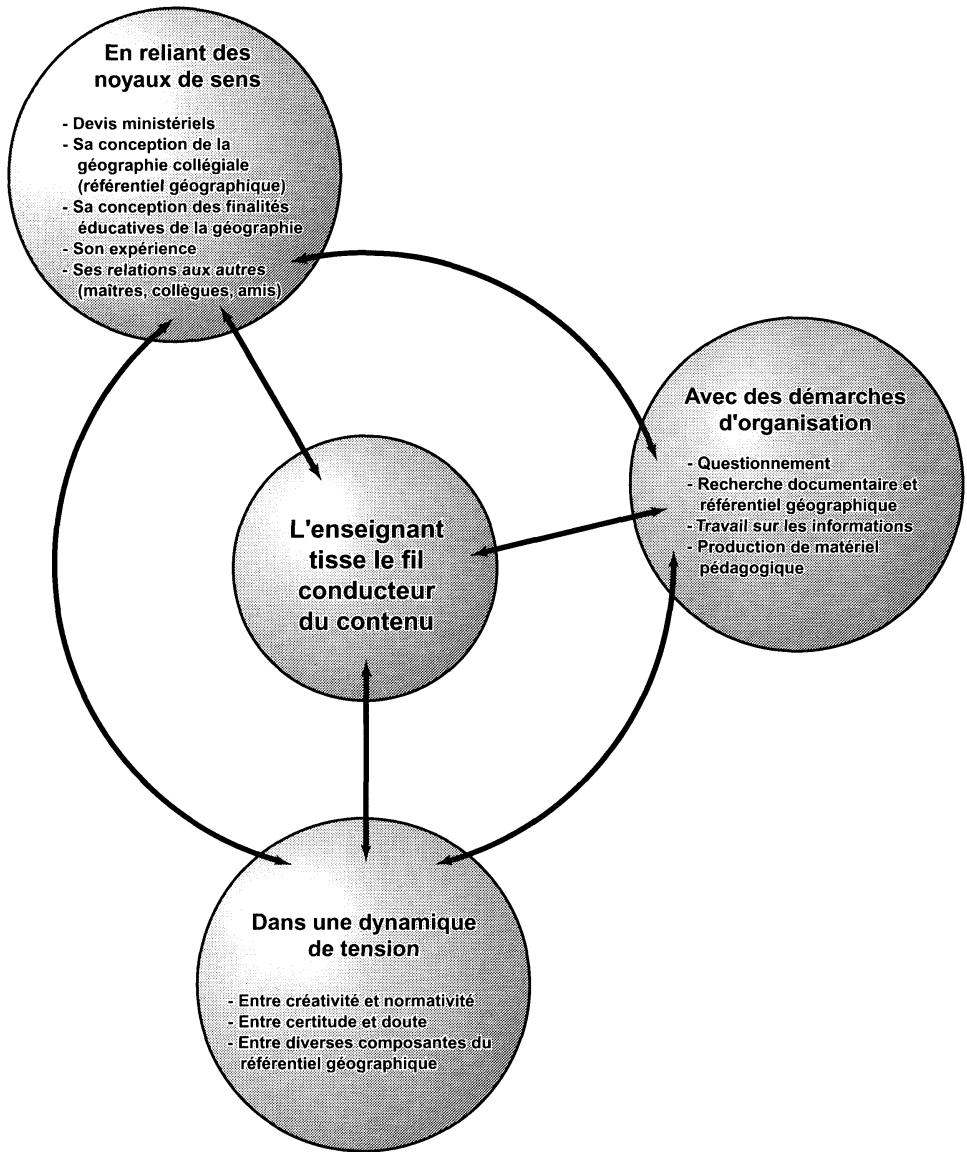 En reliant des
noyaux de sens
- Devis ministériels
- Sa conception de la
géographie collégiale
(référentiel géographique)
- Sa conception des finalités
éducatives de la géographie
- Son expérience
- Ses relations aux autres
(maîtres, collègues, amis)
Avec des démarches
d'organisation
- Questionnement
- Recherche documentaire et
référentiel géographique
- Travail sur les informations
- Production de matériel
pédagogique
L'enseignant
tisse le fil
conducteur
du contenu
Dans une dynamique
de tension
- Entre créativité et normativité
- Entre certitude et doute
- Entre diverses composantes du
référentiel géographique